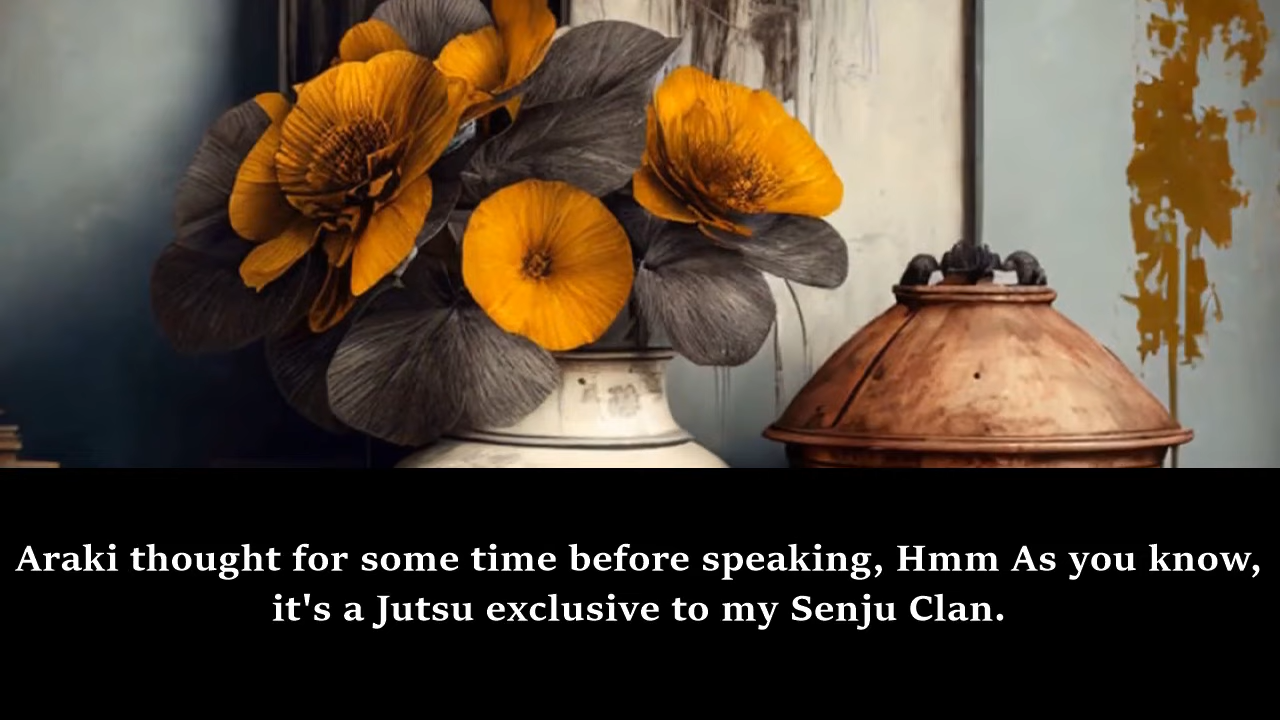 Araki thought for some time before speaking, Hmm As you know,
it's a Jutsu exclusive to my Senju Clan.